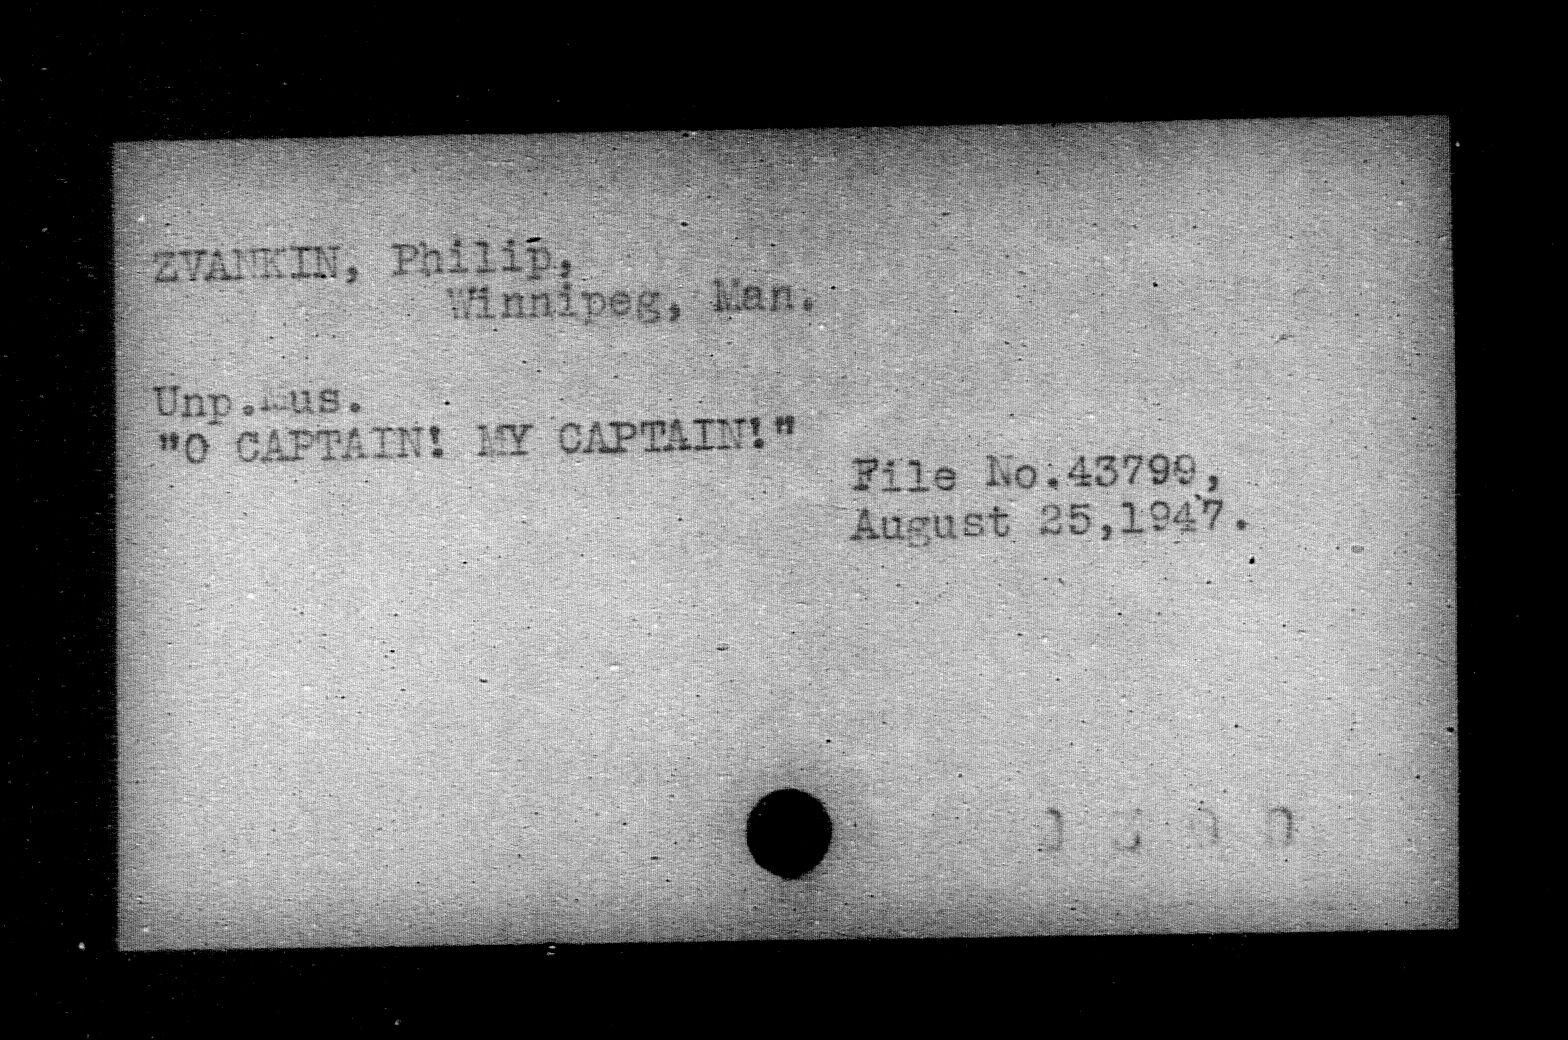 ZVANKIN, Philip,
Winnipeg, Man.
Unp.Mus.
"O CAPTAIN! MY CAPTAIN!"
File No.43799,
August 25,1947.